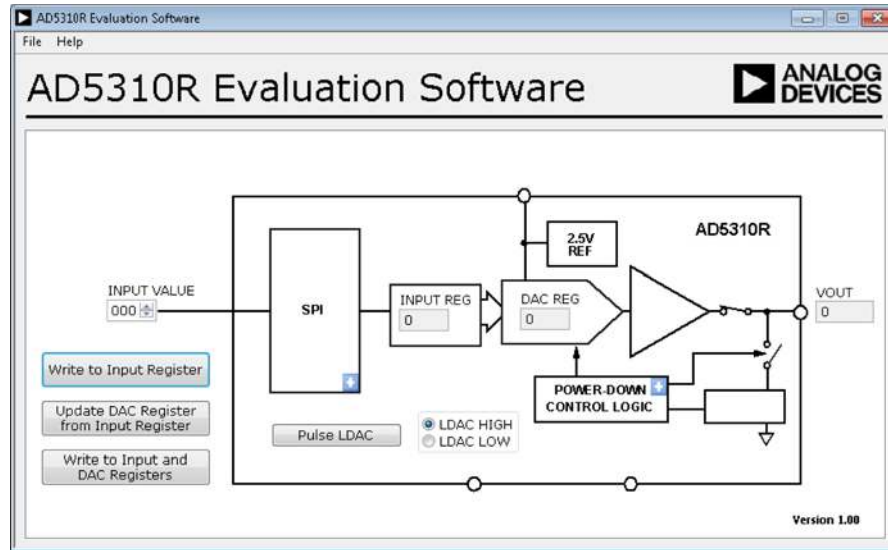 AD5310R Evaluation Software
File Help
AD5310R Evaluation Software
ANALOG
DEVICES
AD5310R
2.5V
REF
INPUT VALUE
000
SPI
INPUT REG
0
DAC REG
0
VOUT
0
Write to Input Register
POWER-DOWN
CONTROL LOGIC
Update DAC Register
from Input Register
Pulse LDAC
LDAC HIGH
LDAC LOW
Write to Input and
DAC Registers
Version 1.00